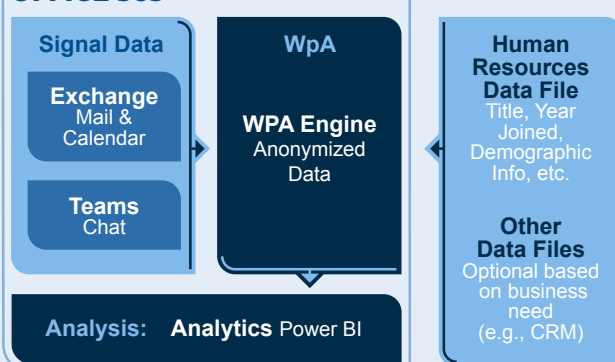 Signal Data
Exchange
Mail &
Calendar
Teams
Chat
WpA
WPA Engine
Anonymized
Data
Analysis: Analytics Power BI
Human
Resources
Data File
Title, Year
Joined,
Demographic
Info, etc.
Other
Data Files
Optional based
on business
need
(e.g., CRM)